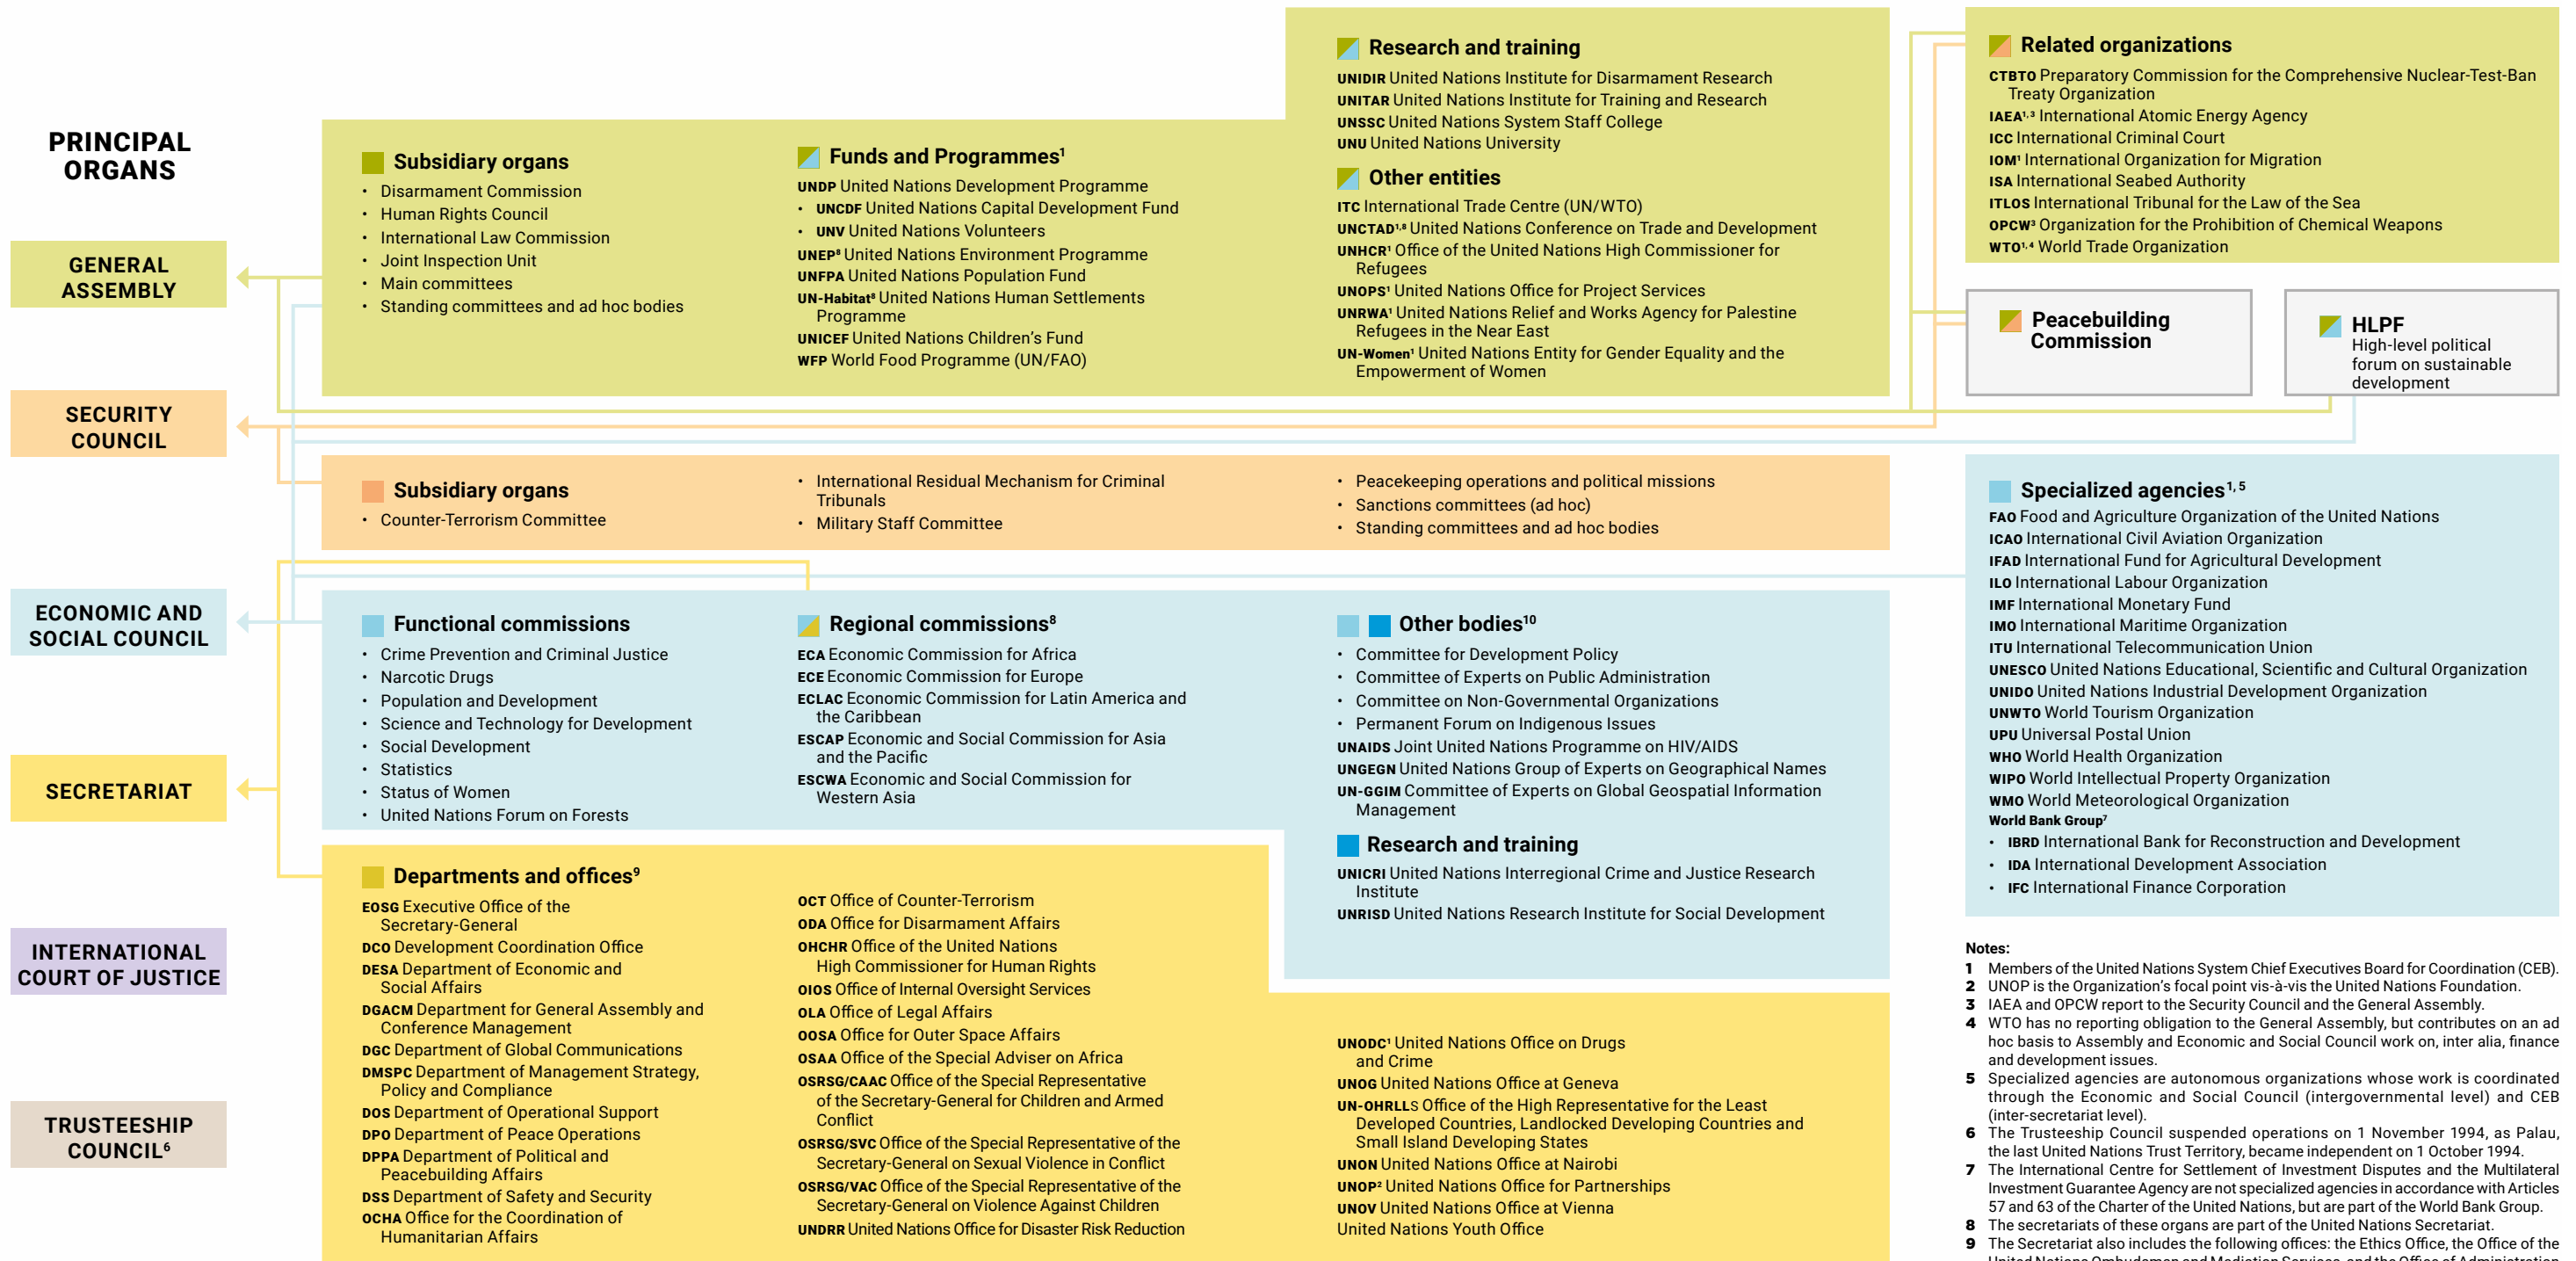 PRINCIPAL
ORGANS
GENERAL
ASSEMBLY
SECURITY
COUNCIL
ECONOMIC AND
SOCIAL COUNCIL
SECRETARIAT
INTERNATIONAL
COURT OF JUSTICE
TRUSTEESHIP
COUNCIL⁶
Subsidiary organs
• Disarmament Commission
• Human Rights Council
• International Law Commission
• Joint Inspection Unit
• Main committees
• Standing committees and ad hoc bodies
Funds and Programmes¹
UNDP United Nations Development Programme
• UNCDF United Nations Capital Development Fund
• UNV United Nations Volunteers
UNEP⁸ United Nations Environment Programme
UNFPA United Nations Population Fund
UN-Habitat⁸ United Nations Human Settlements
Programme
UNICEF United Nations Children’s Fund
WFP World Food Programme (UN/FAO)
Research and training
UNIDIR United Nations Institute for Disarmament Research
UNITAR United Nations Institute for Training and Research
UNSSC United Nations System Staff College
UNU United Nations University
Other entities
ITC International Trade Centre (UN/WTO)
UNCTAD¹,⁸ United Nations Conference on Trade and Development
UNHCR¹ Office of the United Nations High Commissioner for
Refugees
UNOPS¹ United Nations Office for Project Services
UNRWA¹ United Nations Relief and Works Agency for Palestine
Refugees in the Near East
UN-Women¹ United Nations Entity for Gender Equality and the
Empowerment of Women
Related organizations
CTBTO Preparatory Commission for the Comprehensive Nuclear-Test-Ban
Treaty Organization
IAEA¹,³ International Atomic Energy Agency
ICC International Criminal Court
IOM¹ International Organization for Migration
ISA International Seabed Authority
ITLOS International Tribunal for the Law of the Sea
OPCW³ Organization for the Prohibition of Chemical Weapons
WTO¹,⁴ World Trade Organization
Peacebuilding
Commission
HLPF
High-level political
forum on sustainable
development
Subsidiary organs
• Counter-Terrorism Committee
• International Residual Mechanism for Criminal
Tribunals
• Military Staff Committee
• Peacekeeping operations and political missions
• Sanctions committees (ad hoc)
• Standing committees and ad hoc bodies
Functional commissions
• Crime Prevention and Criminal Justice
• Narcotic Drugs
• Population and Development
• Science and Technology for Development
• Social Development
• Statistics
• Status of Women
• United Nations Forum on Forests
Regional commissions⁸
ECA Economic Commission for Africa
ECE Economic Commission for Europe
ECLAC Economic Commission for Latin America and
the Caribbean
ESCAP Economic and Social Commission for Asia
and the Pacific
ESCWA Economic and Social Commission for
Western Asia
Other bodies¹⁰
• Committee for Development Policy
• Committee of Experts on Public Administration
• Committee on Non-Governmental Organizations
• Permanent Forum on Indigenous Issues
UNAIDS Joint United Nations Programme on HIV/AIDS
UNGEGN United Nations Group of Experts on Geographical Names
UN-GGIM Committee of Experts on Global Geospatial Information
Management
Research and training
UNICRI United Nations Interregional Crime and Justice Research
Institute
UNRISD United Nations Research Institute for Social Development
Specialized agencies¹,⁵
FAO Food and Agriculture Organization of the United Nations
ICAO International Civil Aviation Organization
IFAD International Fund for Agricultural Development
ILO International Labour Organization
IMF International Monetary Fund
IMO International Maritime Organization
ITU International Telecommunication Union
UNESCO United Nations Educational, Scientific and Cultural Organization
UNIDO United Nations Industrial Development Organization
UNWTO World Tourism Organization
UPU Universal Postal Union
WHO World Health Organization
WIPO World Intellectual Property Organization
WMO World Meteorological Organization
World Bank Group⁷
• IBRD International Bank for Reconstruction and Development
• IDA International Development Association
• IFC International Finance Corporation
Departments and offices⁹
EOSG Executive Office of the
Secretary-General
DCO Development Coordination Office
DESA Department of Economic and
Social Affairs
DGACM Department for General Assembly and
Conference Management
DGC Department of Global Communications
DMSPC Department of Management Strategy,
Policy and Compliance
DOS Department of Operational Support
DPO Department of Peace Operations
DPPA Department of Political and
Peacebuilding Affairs
DSS Department of Safety and Security
OCHA Office for the Coordination of
Humanitarian Affairs
OCT Office of Counter-Terrorism
ODA Office for Disarmament Affairs
OHCHR Office of the United Nations
High Commissioner for Human Rights
OIOS Office of Internal Oversight Services
OLA Office of Legal Affairs
OOSA Office for Outer Space Affairs
OSAA Office of the Special Adviser on Africa
OSRSG/CAAC Office of the Special Representative
of the Secretary-General for Children and Armed
Conflict
OSRSG/SVC Office of the Special Representative of the
Secretary-General on Sexual Violence in Conflict
OSRSG/VAC Office of the Special Representative of the
Secretary-General on Violence Against Children
UNDRR United Nations Office for Disaster Risk Reduction
UNODC¹ United Nations Office on Drugs
and Crime
UNOG United Nations Office at Geneva
UN-OHRLLS Office of the High Representative for the Least
Developed Countries, Landlocked Developing Countries and
Small Island Developing States
UNON United Nations Office at Nairobi
UNOP² United Nations Office for Partnerships
UNOV United Nations Office at Vienna
United Nations Youth Office
Notes:
1 Members of the United Nations System Chief Executives Board for Coordination (CEB).
2 UNOP is the Organization’s focal point vis-à-vis the United Nations Foundation.
3 IAEA and OPCW report to the Security Council and the General Assembly.
4 WTO has no reporting obligation to the General Assembly, but contributes on an ad
hoc basis to Assembly and Economic and Social Council work on, inter alia, finance
and development issues.
5 Specialized agencies are autonomous organizations whose work is coordinated
through the Economic and Social Council (intergovernmental level) and CEB
(inter-secretariat level).
6 The Trusteeship Council suspended operations on 1 November 1994, as Palau,
the last United Nations Trust Territory, became independent on 1 October 1994.
7 The International Centre for Settlement of Investment Disputes and the Multilateral
Investment Guarantee Agency are not specialized agencies in accordance with Articles
57 and 63 of the Charter of the United Nations, but are part of the World Bank Group.
8 The secretariats of these organs are part of the United Nations Secretariat.
9 The Secretariat also includes the following offices: the Ethics Office, the Office of the
United Nations Ombudsman and Mediation Services, and the Office of Administration